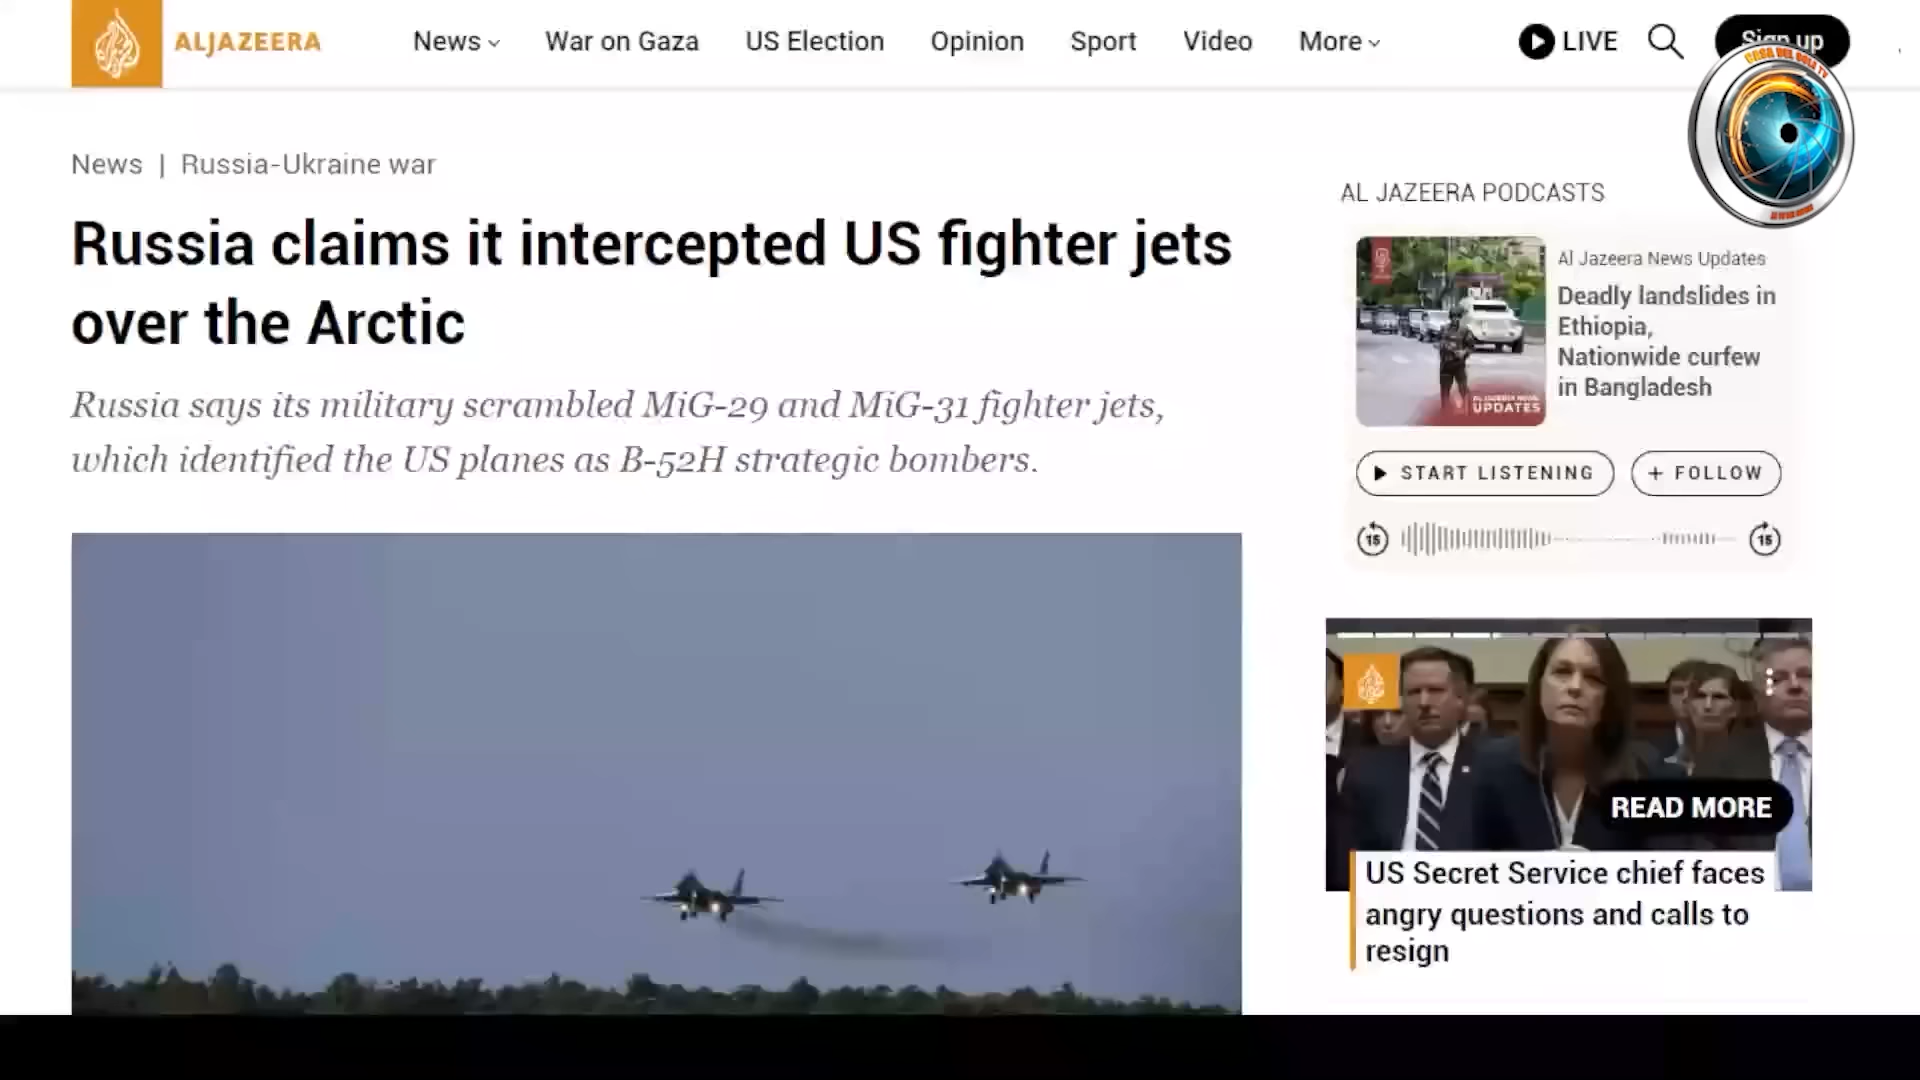 ALJAZEERA
News
War on Gaza
US Election
Opinion
Sport
Video
More
LIVE
Sign up
News | Russia-Ukraine war
Russia claims it intercepted US fighter jets
over the Arctic
Russia says its military scrambled MiG-29 and MiG-31 fighter jets,
which identified the US planes as B-52H strategic bombers.
AL JAZEERA PODCASTS
Al Jazeera News Updates
Deadly landslides in
Ethiopia,
Nationwide curfew
in Bangladesh
AL JAZEERA NEWS
UPDATES
START LISTENING
+ FOLLOW
15
15
READ MORE
US Secret Service chief faces
angry questions and calls to
resign